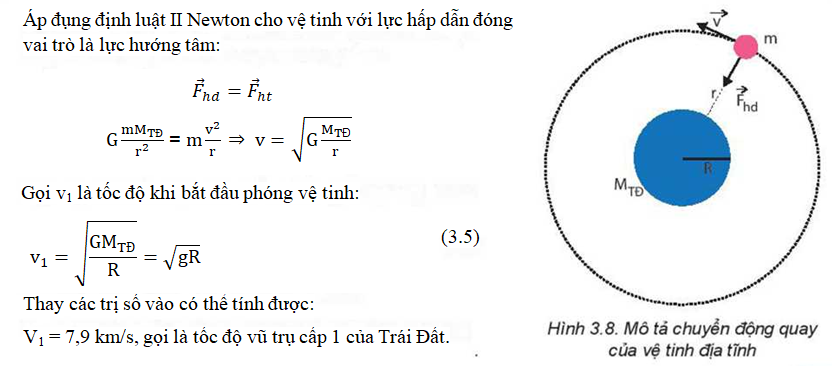 Áp đụng định luật II Newton cho vệ tinh với lực hấp dẫn đóng
vai trò là lực hướng tâm:
F⃗hd = F⃗ht
G mMTĐ/r² = m v²/r ⇒ v = √(G MTĐ/r)
Gọi v₁ là tốc độ khi bắt đầu phóng vệ tinh:
v₁ = √(GMTĐ/R) = √gR (3.5)
Thay các trị số vào có thể tính được:
V₁ = 7,9 km/s, gọi là tốc độ vũ trụ cấp 1 của Trái Đất.
v⃗
m
r
F⃗hd
R
MTĐ
Hình 3.8. Mô tả chuyển động quay
của vệ tinh địa tĩnh